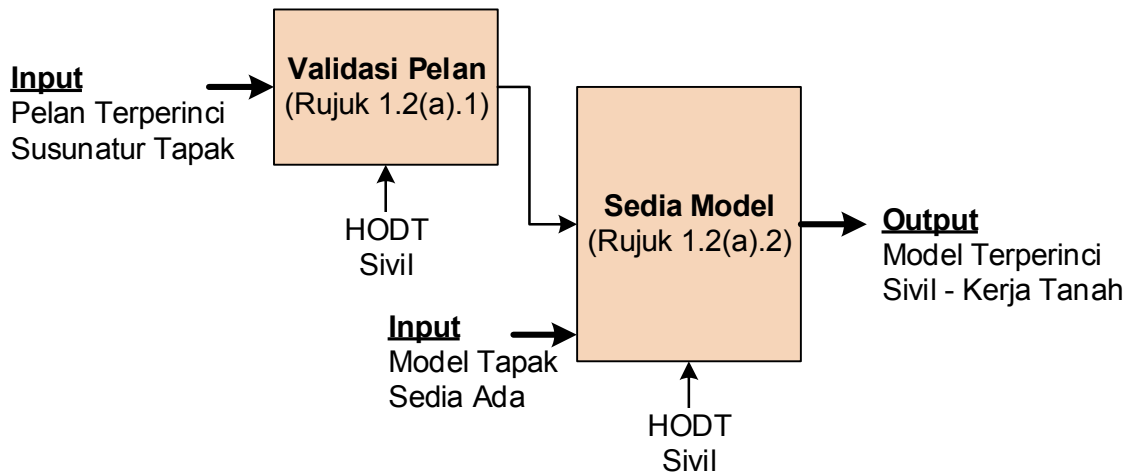 Input
Pelan Terperinci
Susunatur Tapak
Validasi Pelan
(Rujuk 1.2(a).1)
HODT
Sivil
Sedia Model
(Rujuk 1.2(a).2)
Input
Model Tapak
Sedia Ada
HODT
Sivil
Output
Model Terperinci
Sivil - Kerja Tanah